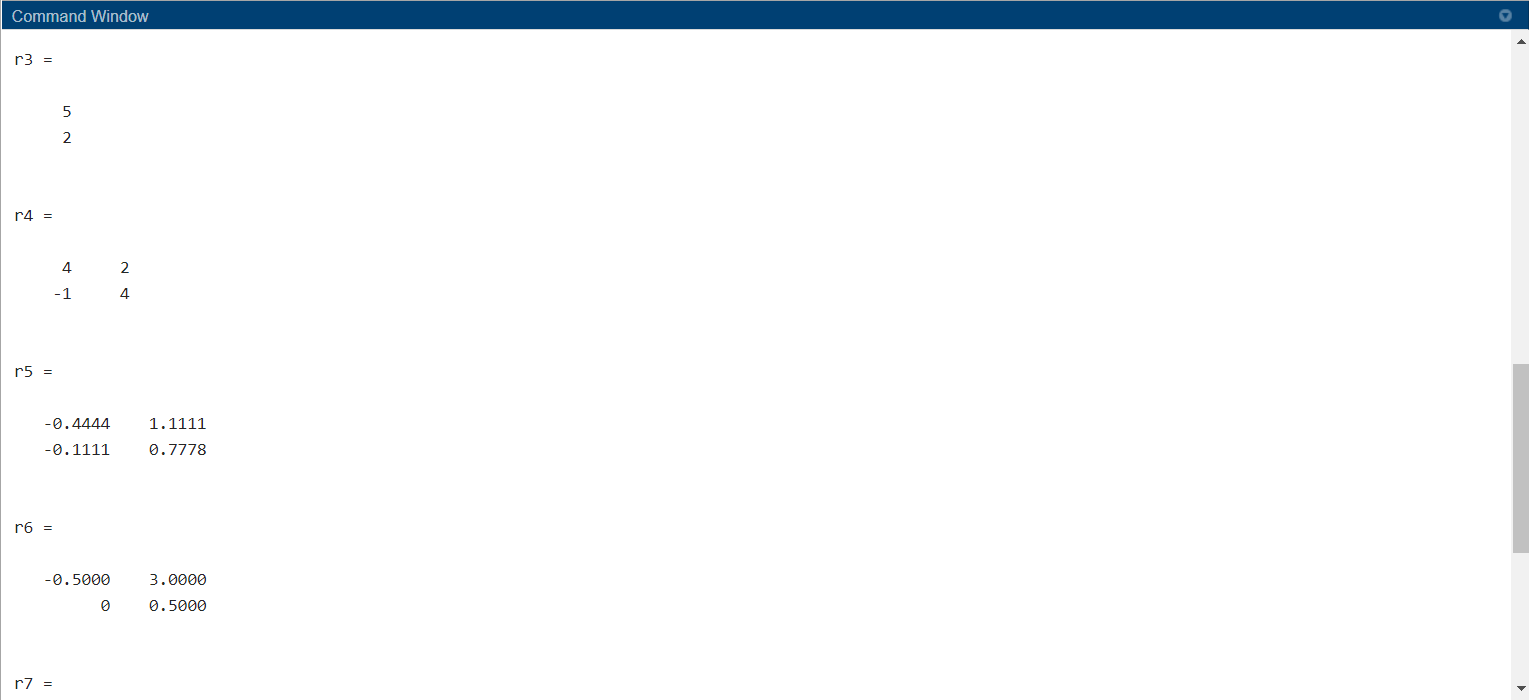 Command Window
r3 =
5
2
r4 =
4 2
-1 4
r5 =
-0.4444 1.1111
-0.1111 0.7778
r6 =
-0.5000 3.0000
0 0.5000
r7 =